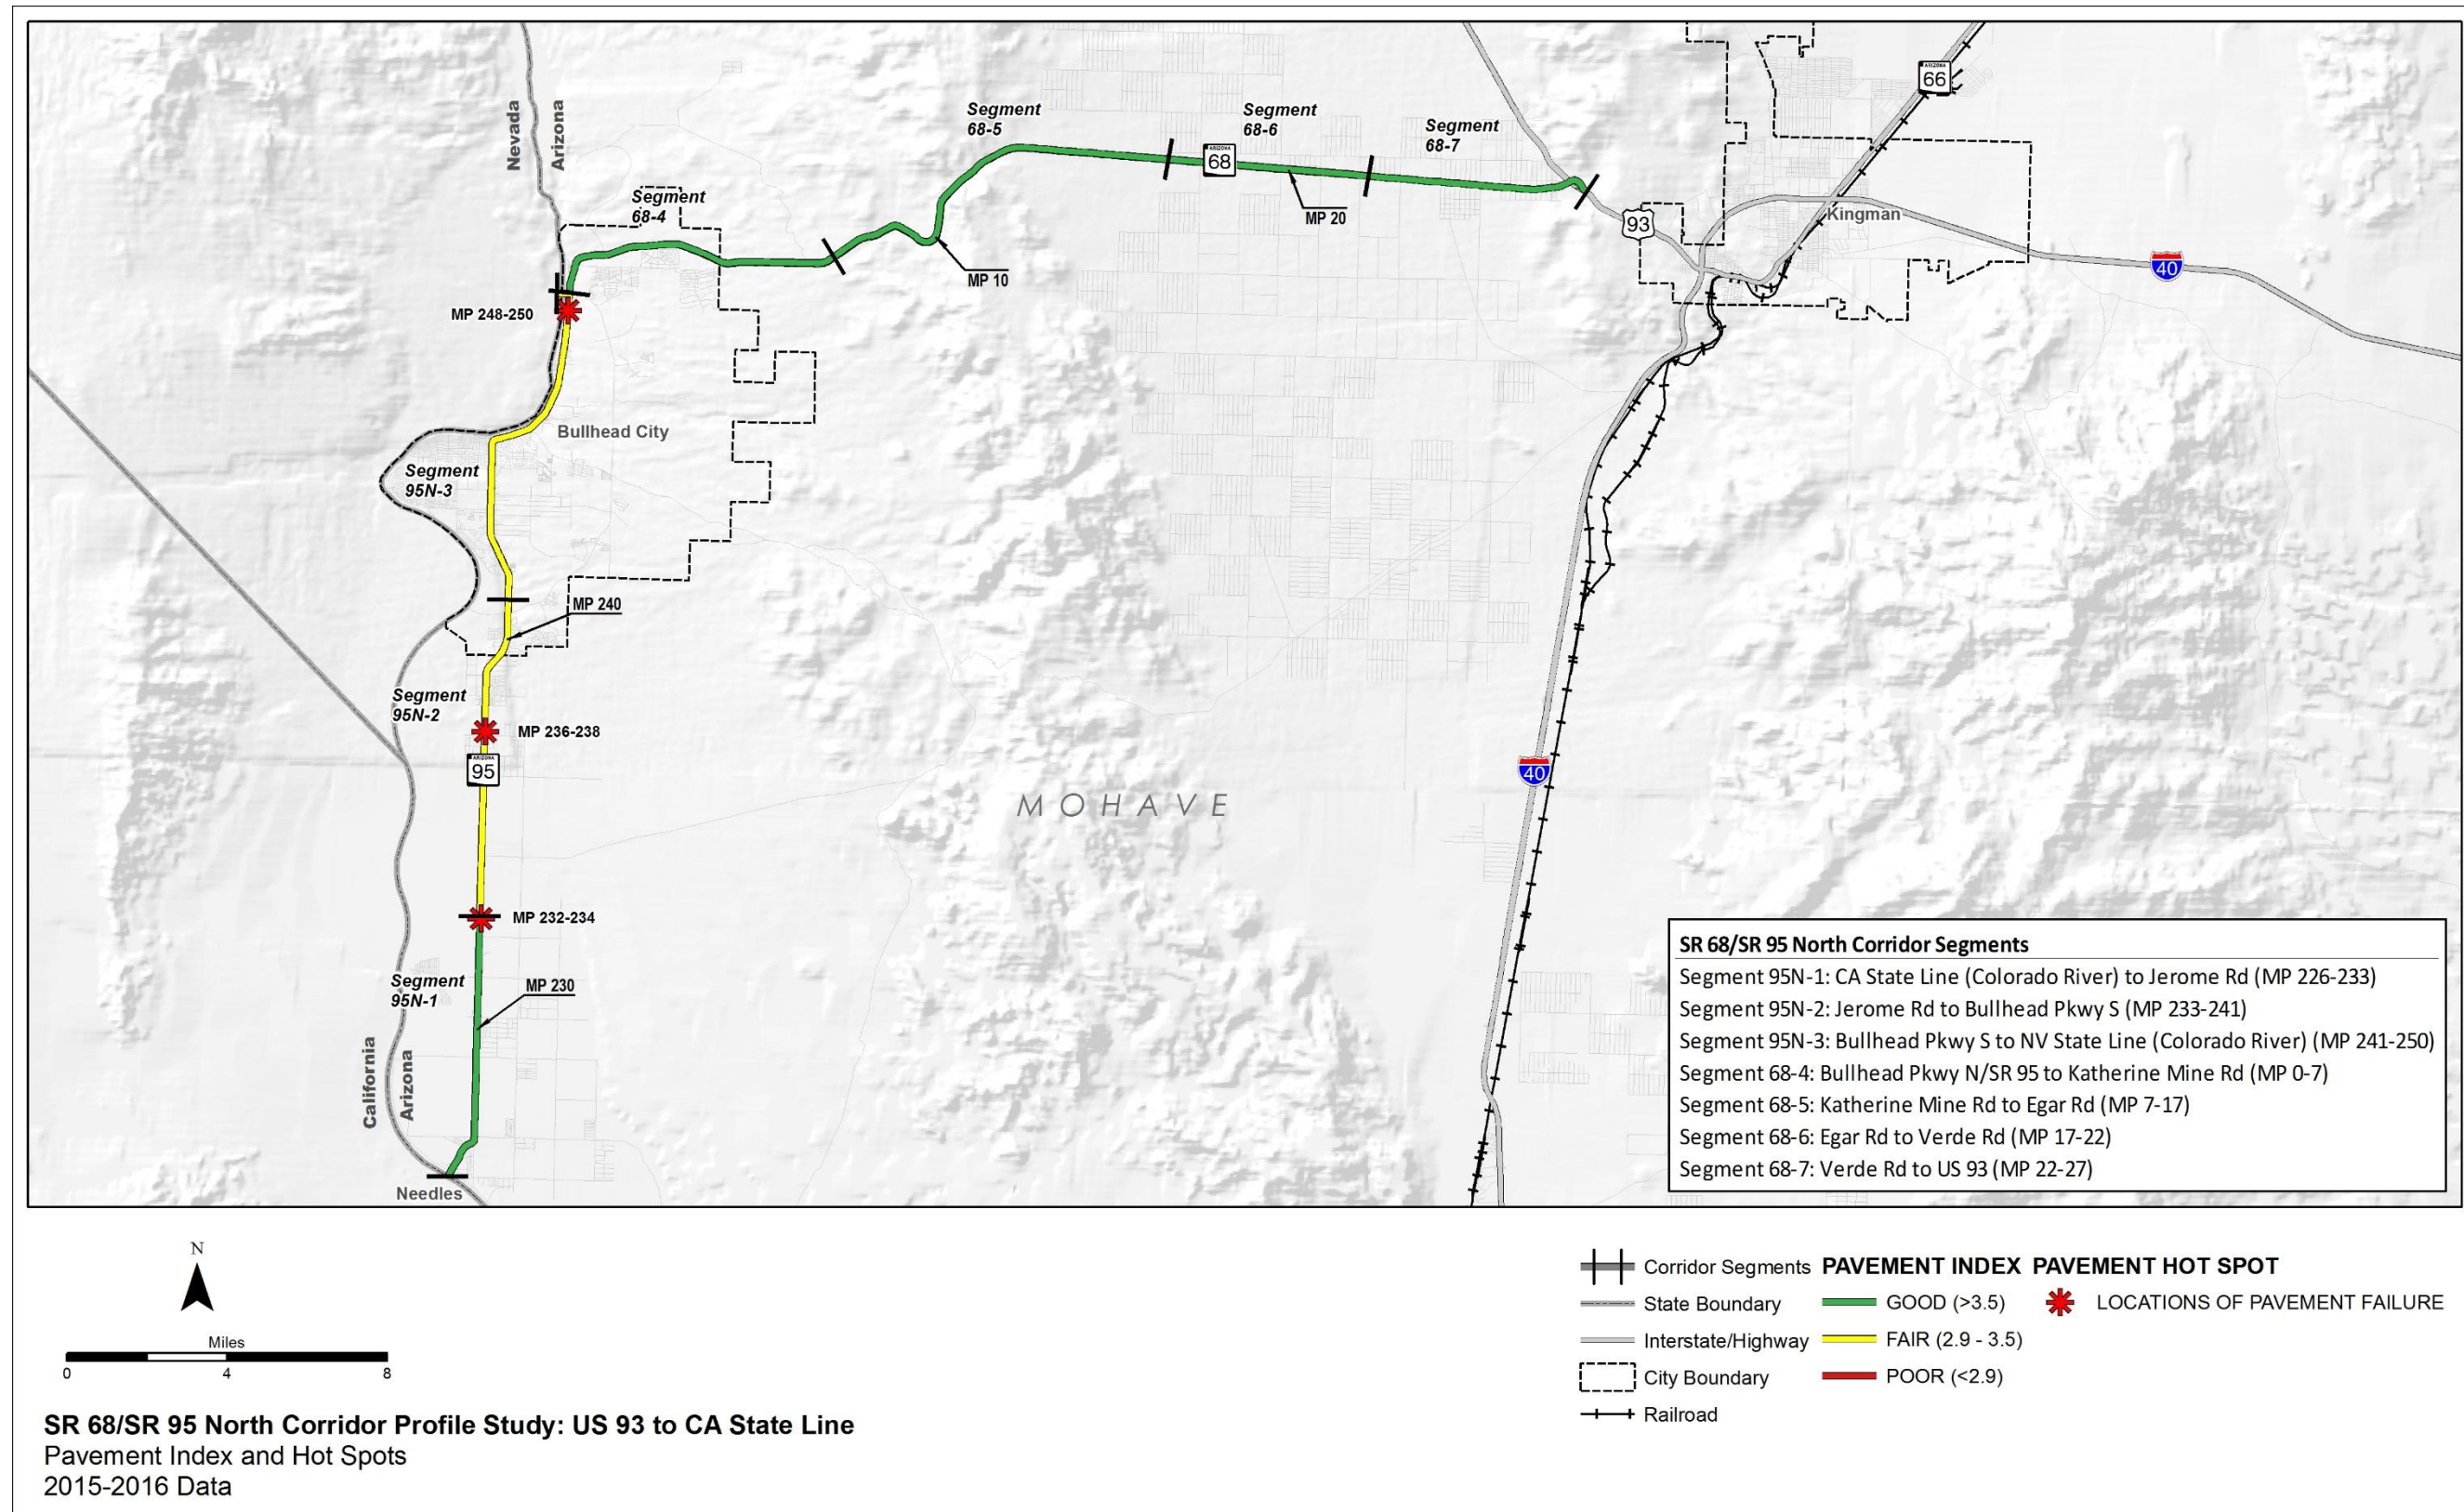 Nevada
Arizona
Segment
68-5
Segment
68-6
Segment
68-7
ARIZONA
66
ARIZONA
68
Segment
68-4
MP 20
93
Kingman
40
MP 10
MP 248-250
Bullhead City
Segment
95N-3
MP 240
Segment
95N-2
MP 236-238
ARIZONA
95
40
MOHAVE
MP 232-234
Segment
95N-1
MP 230
California
Arizona
Needles
SR 68/SR 95 North Corridor Segments
Segment 95N-1: CA State Line (Colorado River) to Jerome Rd (MP 226-233)
Segment 95N-2: Jerome Rd to Bullhead Pkwy S (MP 233-241)
Segment 95N-3: Bullhead Pkwy S to NV State Line (Colorado River) (MP 241-250)
Segment 68-4: Bullhead Pkwy N/SR 95 to Katherine Mine Rd (MP 0-7)
Segment 68-5: Katherine Mine Rd to Egar Rd (MP 7-17)
Segment 68-6: Egar Rd to Verde Rd (MP 17-22)
Segment 68-7: Verde Rd to US 93 (MP 22-27)
N
Miles
0 4 8
SR 68/SR 95 North Corridor Profile Study: US 93 to CA State Line
Pavement Index and Hot Spots
2015-2016 Data
Corridor Segments
State Boundary
Interstate/Highway
City Boundary
Railroad
PAVEMENT INDEX
GOOD (>3.5)
FAIR (2.9 - 3.5)
POOR (<2.9)
PAVEMENT HOT SPOT
LOCATIONS OF PAVEMENT FAILURE